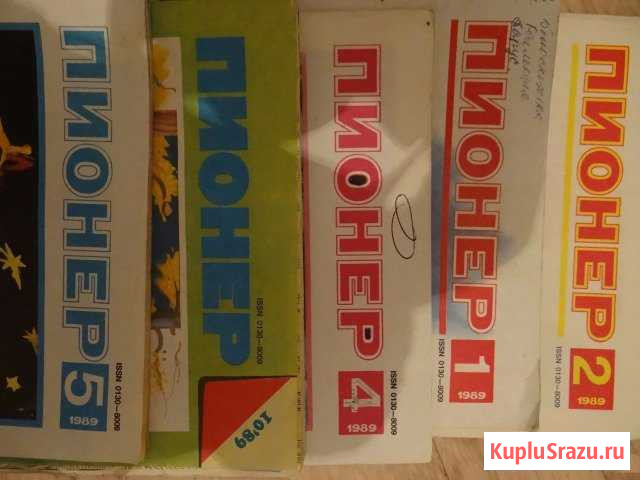 ПИОНЕР
5
1989
ISSN 0130—8009
ПИОНЕР
ISSN 0130—8009
10'89
ПИОНЕР
4
1989
ISSN 0130—8009
ПИОНЕР
1
1989
ISSN 0130—8009
ПИОНЕР
2
1989
ISSN 0130—8009
KupluSrazu.ru